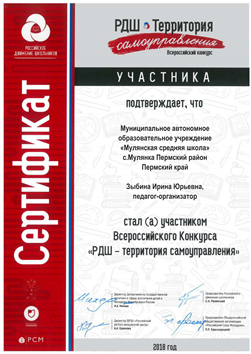 РОССИЙСКОЕ
ДВИЖЕНИЕ ШКОЛЬНИКОВ
РДШ Территория
самоуправления
Всероссийский конкурс
УЧАСТНИКА
Сертификат
подтверждает, что
Муниципальное автономное
образовательное учреждение
«Мулянская средняя школа»
с.Мулянка Пермский район
Пермский край
Зыбина Ирина Юрьевна,
педагог-организатор
стал (а) участником
Всероссийского Конкурса
«РДШ – территория самоуправления»
РСМ
2018 год